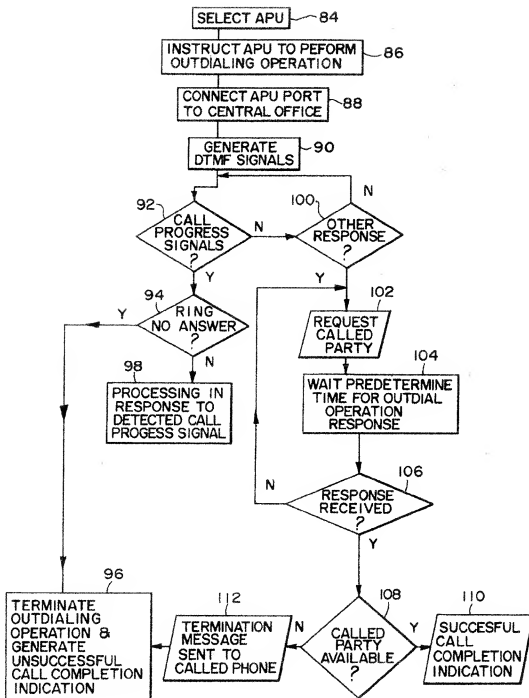 SELECT APU
84
INSTRUCT APU TO PEFORM
OUTDIALING OPERATION
86
CONNECT APU PORT
TO CENTRAL OFFICE
88
GENERATE
DTMF SIGNALS
90
N
92
CALL
PROGRESS
SIGNALS
?
N
100
OTHER
RESPONSE
?
Y
Y
94
RING
NO ANSWER
?
Y
N
102
REQUEST
CALLED
PARTY
98
PROCESSING IN
RESPONSE TO
DETECTED CALL
PROGESS SIGNAL
104
WAIT PREDETERMINE
TIME FOR OUTDIAL
OPERATION
RESPONSE
106
RESPONSE
RECEIVED
?
N
Y
96
TERMINATE
OUTDIALING
OPERATION &
GENERATE
UNSUCCESSFUL
CALL COMPLETION
INDICATION
112
TERMINATION
MESSAGE
SENT TO
CALLED PHONE
N
108
CALLED
PARTY
AVAILABLE
?
Y
110
SUCCESFUL
CALL
COMPLETION
INDICATION